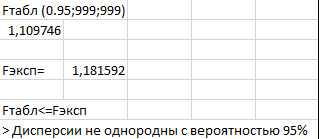 Fтабл (0.95;999;999)
1,109746
Fэксп= 1,181592
Fтабл<=Fэксп
> Дисперсии не однородны с вероятностью 95%